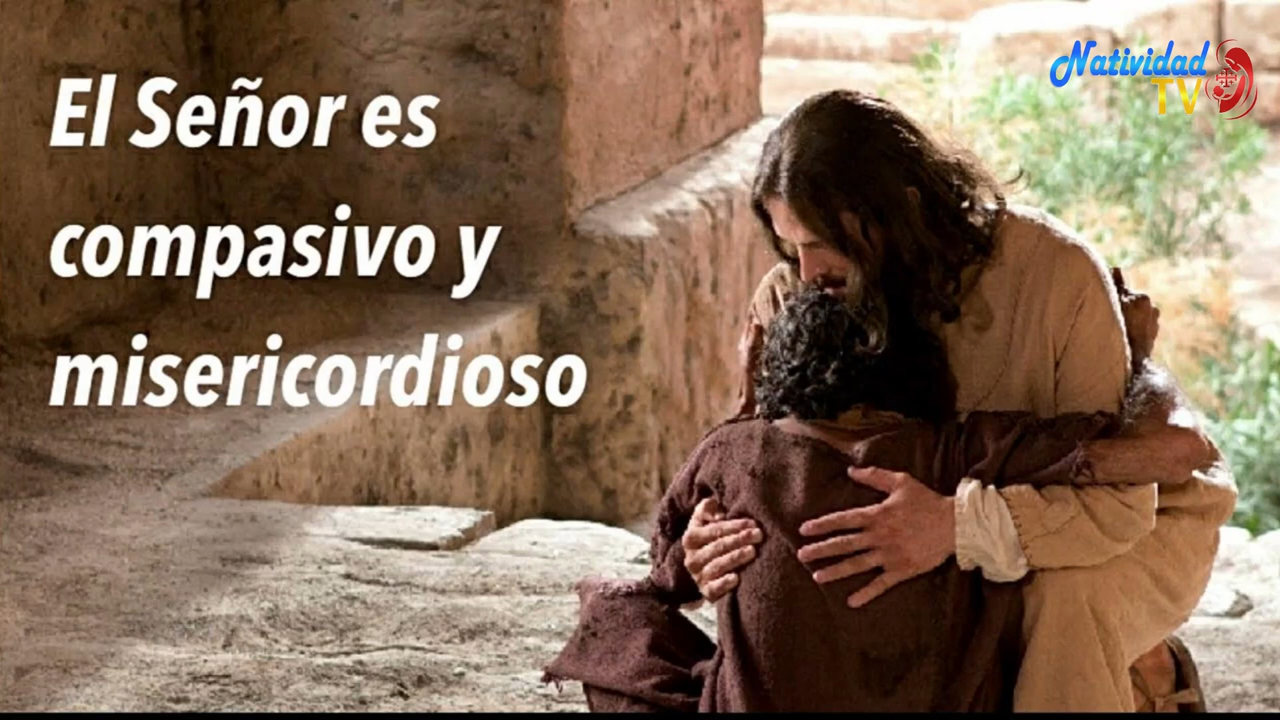 El Señor es
compasivo y
misericordioso
Natividad
TV